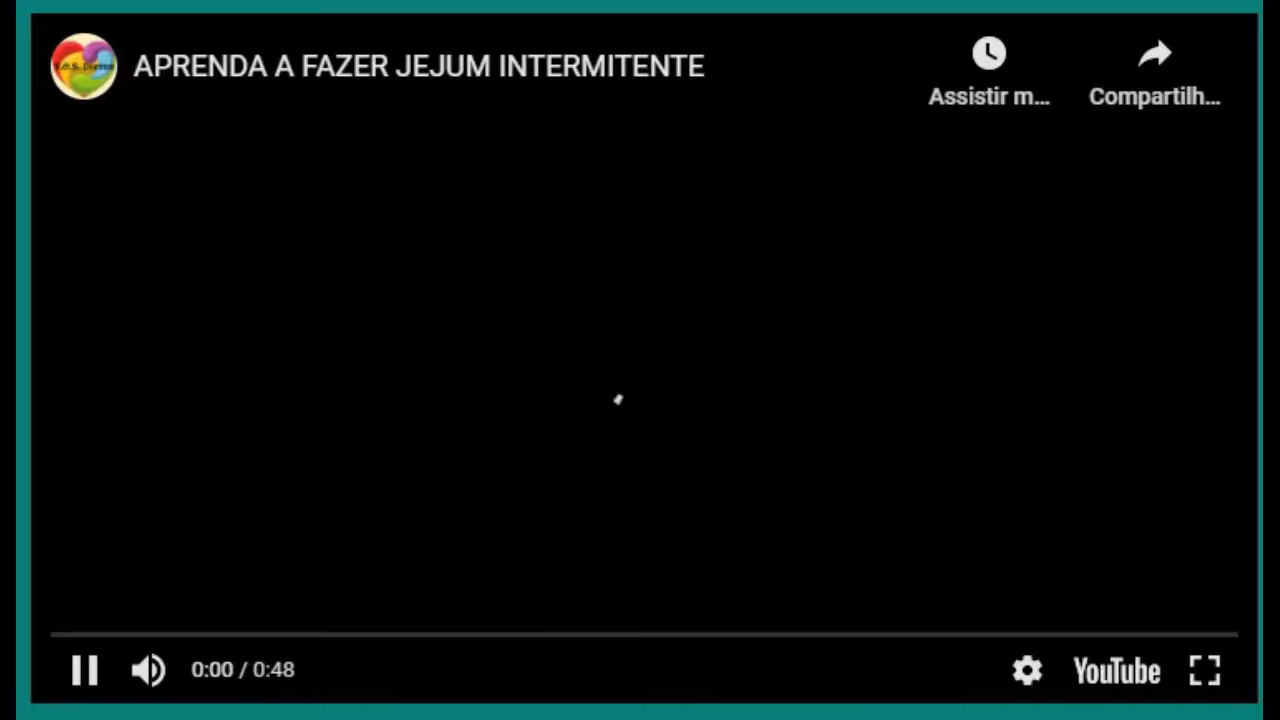 APRENDA A FAZER JEJUM INTERMITENTE
Assistir m...
Compartilh...
0:00 / 0:48
YouTube